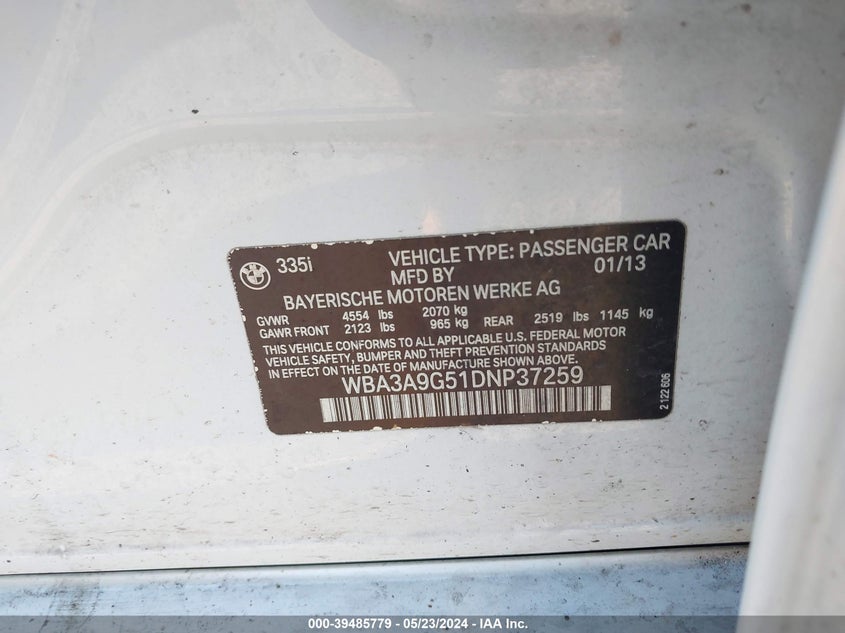 BMW
335i
VEHICLE TYPE: PASSENGER CAR
MFD BY 01/13
BAYERISCHE MOTOREN WERKE AG
GVWR 4554 lbs 2070 kg
GAWR FRONT 2123 lbs 965 kg REAR 2519 lbs 1145 kg
THIS VEHICLE CONFORMS TO ALL APPLICABLE U.S. FEDERAL MOTOR
VEHICLE SAFETY, BUMPER AND THEFT PREVENTION STANDARDS
IN EFFECT ON THE DATE OF MANUFACTURE SHOWN ABOVE.
WBA3A9G51DNP37259
2 122 606
000-39485779 - 05/23/2024 - IAA Inc.